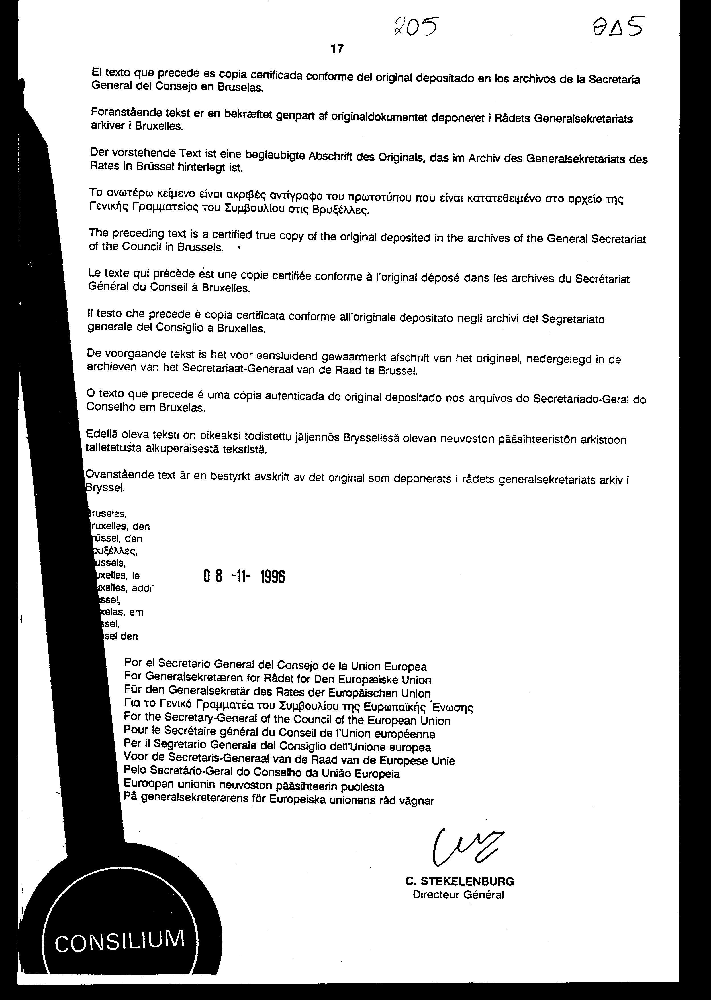 205 ΘΔ5
17
El texto que precede es copia certificada conforme del original depositado en los archivos de la Secretaría
General del Consejo en Bruselas.
Foranstående tekst er en bekræftet genpart af originaldokumentet deponeret i Rådets Generalsekretariats
arkiver i Bruxelles.
Der vorstehende Text ist eine beglaubigte Abschrift des Originals, das im Archiv des Generalsekretariats des
Rates in Brüssel hinterlegt ist.
Το ανωτέρω κείμενο είναι ακριβές αντίγραφο του πρωτοτύπου που είναι κατατεθειμένο στο αρχείο της
Γενικής Γραμματείας του Συμβουλίου στις Βρυξέλλες.
The preceding text is a certified true copy of the original deposited in the archives of the General Secretariat
of the Council in Brussels.
Le texte qui précède est une copie certifiée conforme à l'original déposé dans les archives du Secrétariat
Général du Conseil à Bruxelles.
Il testo che precede è copia certificata conforme all'originale depositato negli archivi del Segretariato
generale del Consiglio a Bruxelles.
De voorgaande tekst is het voor eensluidend gewaarmerkt afschrift van het origineel, nedergelegd in de
archieven van het Secretariaat-Generaal van de Raad te Brussel.
O texto que precede é uma cópia autenticada do original depositado nos arquivos do Secretariado-Geral do
Conselho em Bruxelas.
Edellä oleva teksti on oikeaksi todistettu jäljennös Brysselissä olevan neuvoston pääsihteeristön arkistoon
talletetusta alkuperäisestä tekstistä.
Ovanstående text är en bestyrkt avskrift av det original som deponerats i rådets generalsekretariats arkiv i
Bryssel.
Bruselas,
ruxelles, den
rüssel, den
ουξέλλες,
ussels,
uxelles, le
08 -11- 1996
uxelles, addi'
ssel,
xelas, em
ssel,
sel den
Por el Secretario General del Consejo de la Union Europea
For Generalsekretæren for Rådet for Den Europæiske Union
Für den Generalsekretär des Rates der Europäischen Union
Για το Γενικό Γραμματέα του Συμβουλίου της Ευρωπαϊκής Ένωσης
For the Secretary-General of the Council of the European Union
Pour le Secrétaire général du Conseil de l'Union européenne
Per il Segretario Generale del Consiglio dell'Unione europea
Voor de Secretaris-Generaal van de Raad van de Europese Unie
Pelo Secretário-Geral do Conselho da União Europeia
Euroopan unionin neuvoston pääsihteerin puolesta
På generalsekreterarens för Europeiska unionens råd vägnar
C. STEKELENBURG
Directeur Général
CONSILIUM